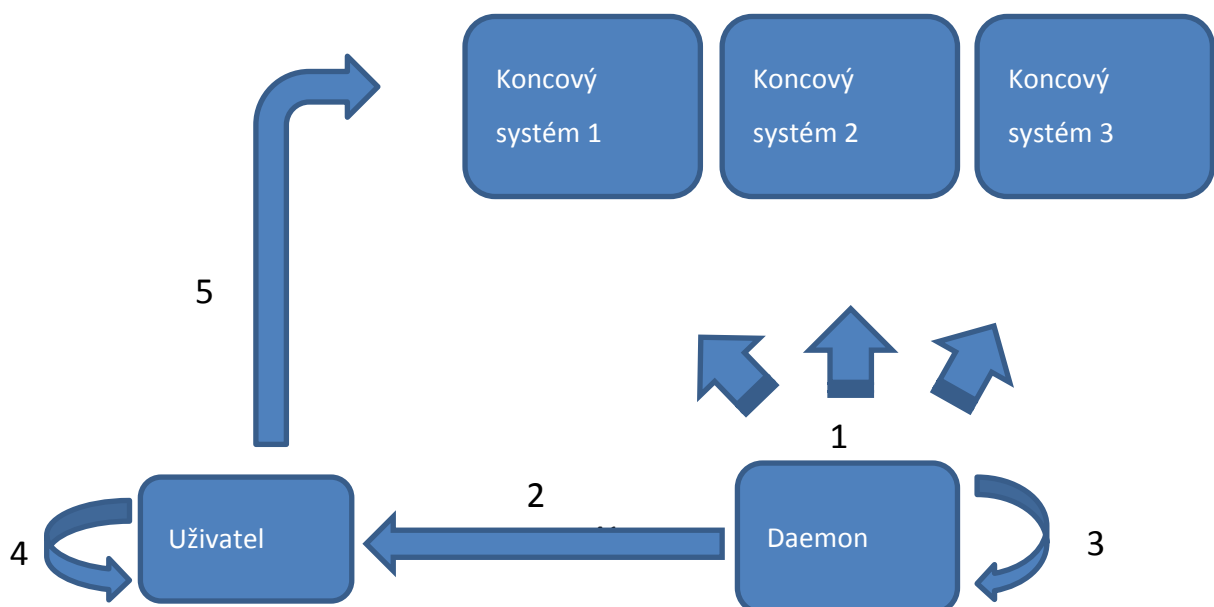 Koncový
systém 1
Koncový
systém 2
Koncový
systém 3
5
1
2
Uživatel
Daemon
4
3